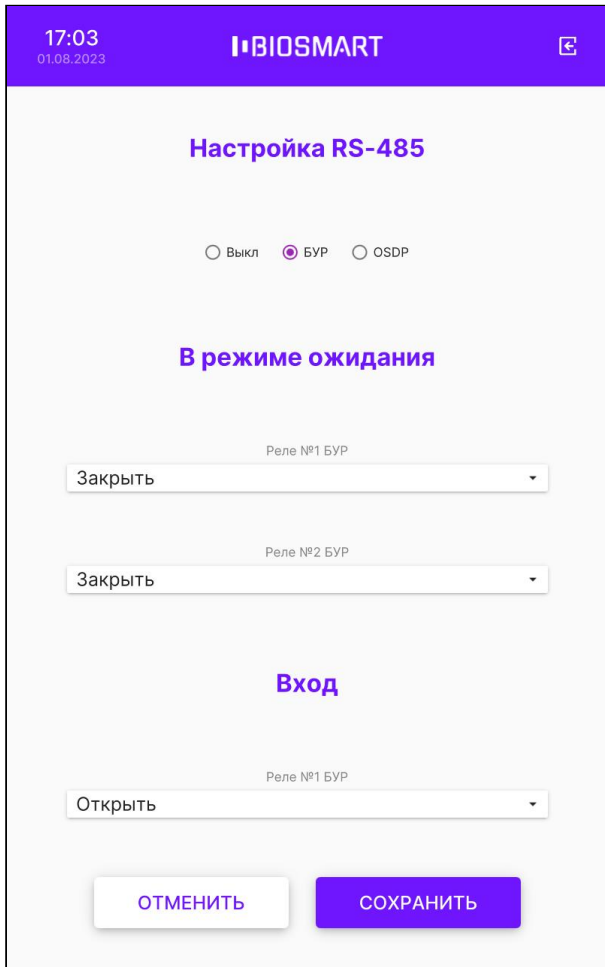 17:03
01.08.2023
BIOSMART
Настройка RS-485
Выкл БУР OSDP
В режиме ожидания
Реле №1 БУР
Закрыть
Реле №2 БУР
Закрыть
Вход
Реле №1 БУР
Открыть
ОТМЕНИТЬ СОХРАНИТЬ